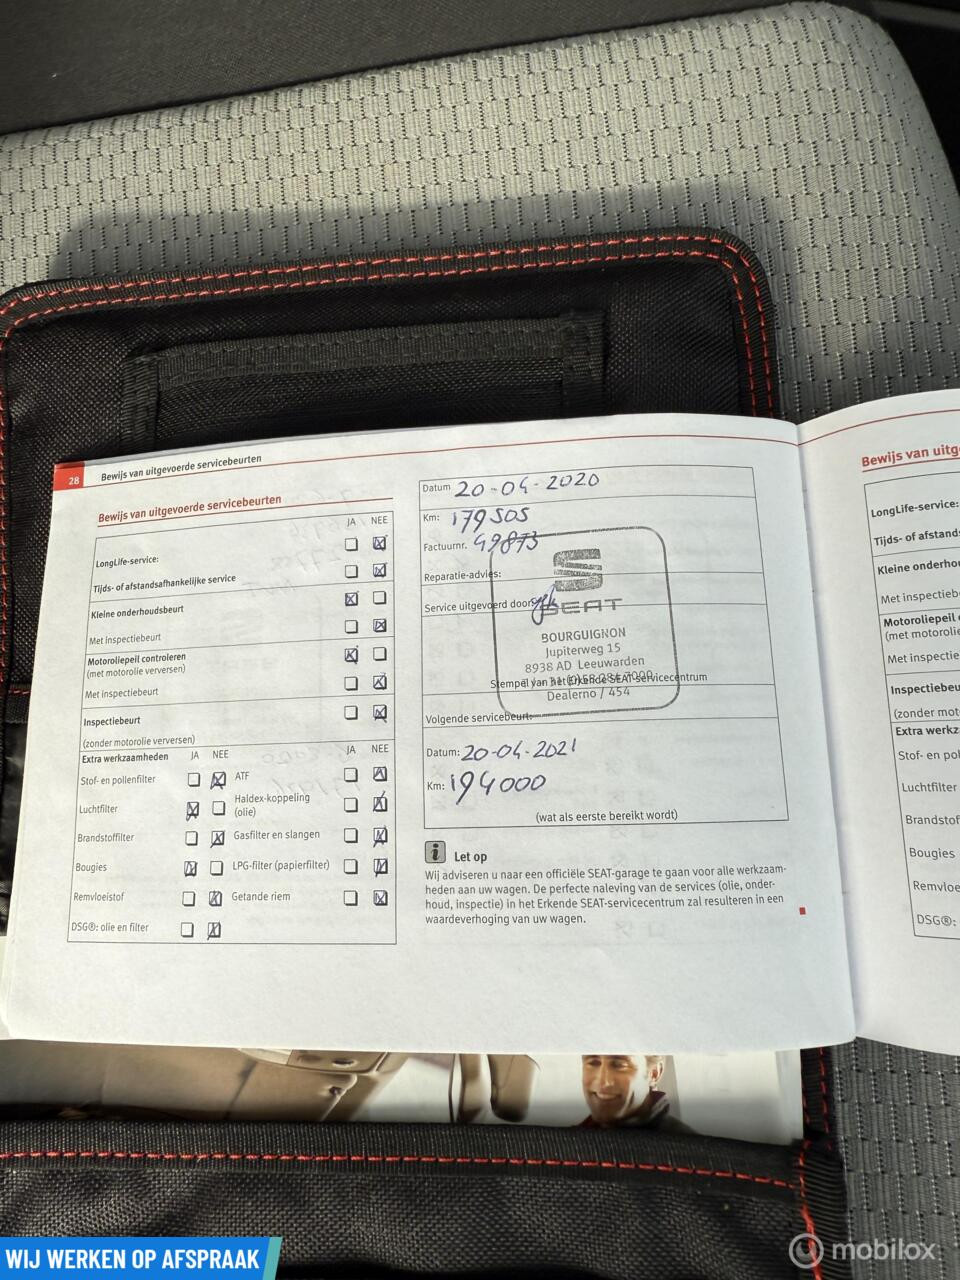 28 Bewijs van uitgevoerde servicebeurten
Bewijs van uitgevoerde servicebeurten
JA NEE
LongLife-service:
Tijds- of afstandsafhankelijke service
Kleine onderhoudsbeurt
Met inspectiebeurt
Motoroliepeil controleren
(met motorolie verversen)
Met inspectiebeurt
Inspectiebeurt
(zonder motorolie verversen)
Extra werkzaamheden JA NEE JA NEE
Stof- en pollenfilter ATF
Luchtfilter Haldex-koppeling
(olie)
Brandstoffilter Gasfilter en slangen
Bougies LPG-filter (papierfilter)
Remvloeistof Getande riem
DSG®: olie en filter
Datum 20-04-2020
Km: 179505
Factuurnr. 49873
Reparatie-advies:
Service uitgevoerd door:
SEAT
BOURGUIGNON
Jupiterweg 15
8938 AD Leeuwarden
Stempel van het Erkende SEAT-servicecentrum
Dealerno / 454
Volgende servicebeurt:
Datum: 20-04-2021
Km: 194000
(wat als eerste bereikt wordt)
i Let op
Wij adviseren u naar een officiële SEAT-garage te gaan voor alle werkzaam-
heden aan uw wagen. De perfecte naleving van de services (olie, onder-
houd, inspectie) in het Erkende SEAT-servicecentrum zal resulteren in een
waardeverhoging van uw wagen.
Bewijs van uitg
LongLife-service:
Tijds- of afstands
Kleine onderhoud
Met inspectiebe
Motoroliepeil
(met motorolie
Met inspectie
Inspectiebeu
(zonder mot
Extra werkz
Stof- en pol
Luchtfilter
Brandstof
Bougies
Remvloe
DSG®:
WIJ WERKEN OP AFSPRAAK
mobilox